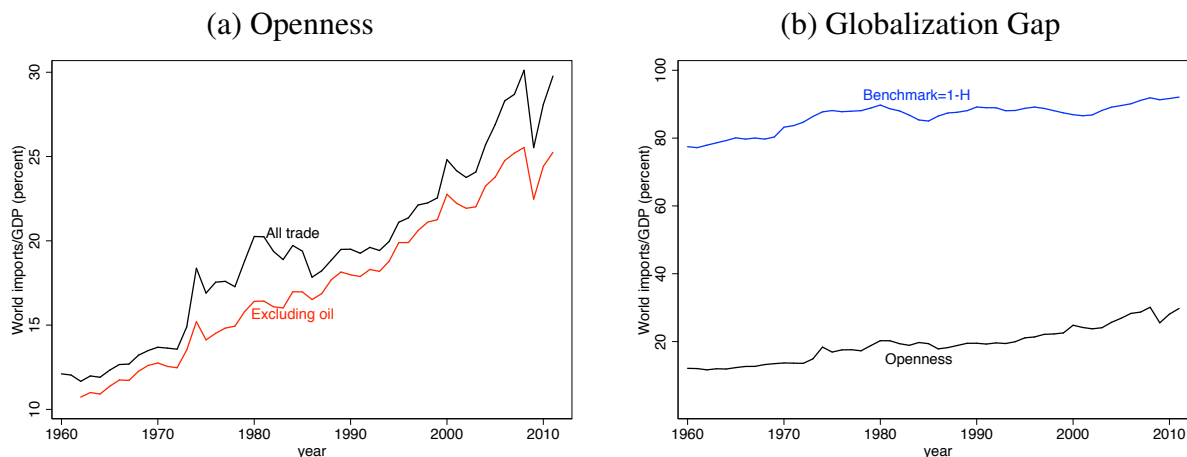 (a) Openness
World imports/GDP (percent)
30
25
20
15
10
All trade
Excluding oil
1960
1970
1980
1990
2000
2010
year
(b) Globalization Gap
World imports/GDP (percent)
100
80
60
40
20
Benchmark=1-H
Openness
1960
1970
1980
1990
2000
2010
year